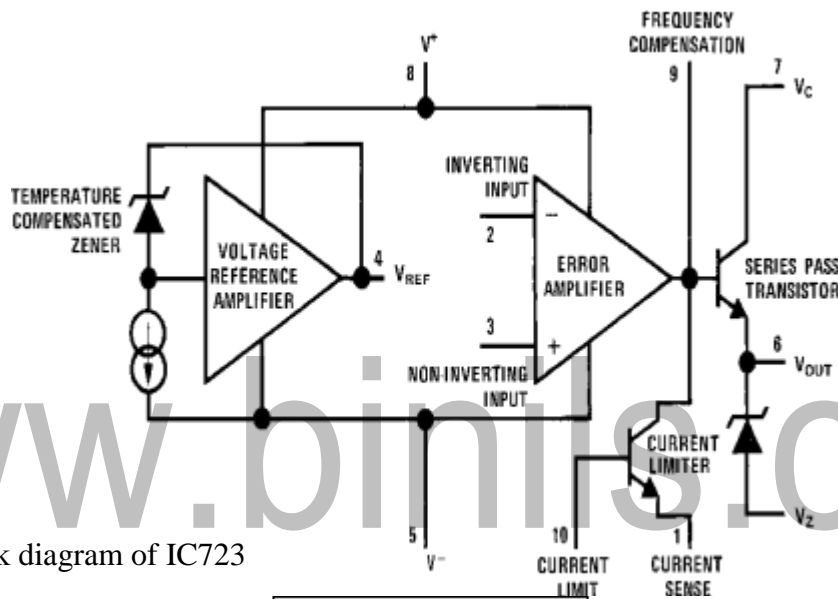 FREQUENCY
COMPENSATION
V+
8
9
7
VC
INVERTING
INPUT
TEMPERATURE
COMPENSATED
ZENER
2
VOLTAGE
REFERENCE
AMPLIFIER
4
VREF
ERROR
AMPLIFIER
SERIES PASS
TRANSISTOR
3
6
VOUT
NON-INVERTING
INPUT
CURRENT
LIMITER
VZ
5
V−
10
1
CURRENT
LIMIT
CURRENT
SENSE
diagram of IC723
.binils.